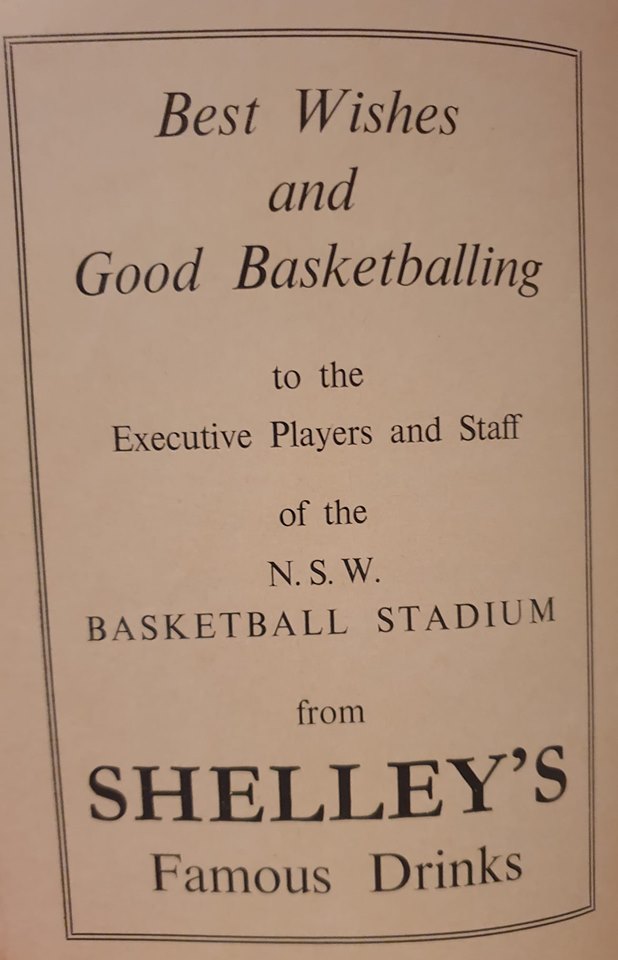 Best Wishes
and
Good Basketballing
to the
Executive Players and Staff
of the
N. S. W.
BASKETBALL STADIUM
from
SHELLEY'S
Famous Drinks